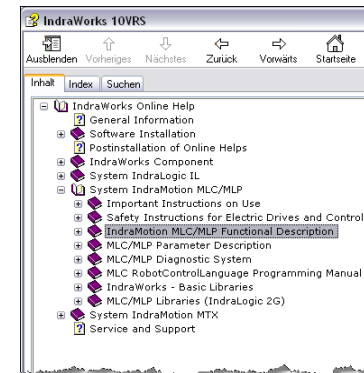 IndraWorks 10VRS
Ausblenden Vorheriges Nächstes Zurück Vorwärts Startseite
Inhalt Index Suchen
IndraWorks Online Help
General Information
Software Installation
Postinstallation of Online Helps
IndraWorks Component
System IndraLogic IL
System IndraMotion MLC/MLP
Important Instructions on Use
Safety Instructions for Electric Drives and Control
IndraMotion MLC/MLP Functional Description
MLC/MLP Parameter Description
MLC/MLP Diagnostic System
MLC RobotControlLanguage Programming Manual
IndraWorks - Basic Libraries
MLC/MLP Libraries (IndraLogic 2G)
System IndraMotion MTX
Service and Support